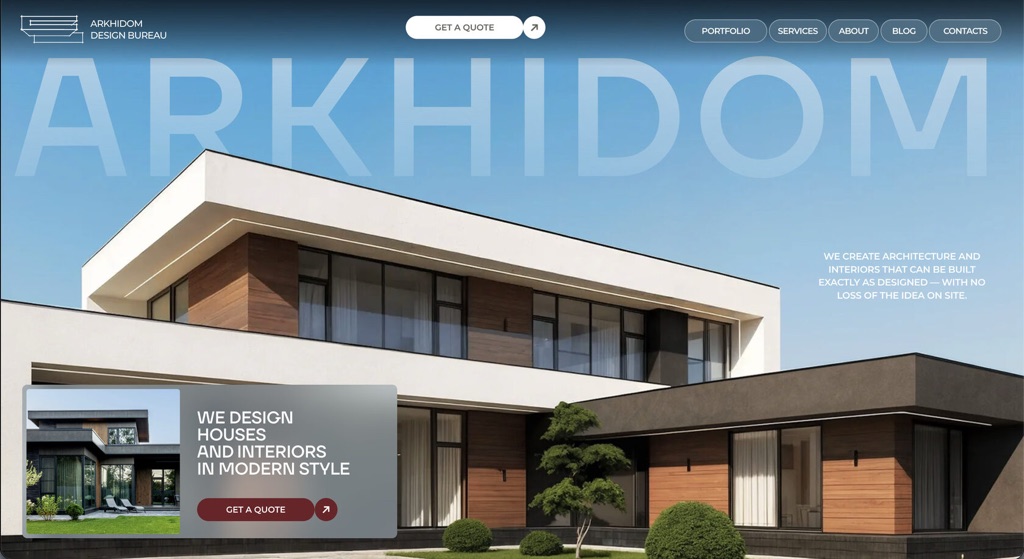 ARKHIDOM
DESIGN BUREAU
GET A QUOTE
PORTFOLIO
SERVICES
ABOUT
BLOG
CONTACTS
ARKHIDOM
WE CREATE ARCHITECTURE AND
INTERIORS THAT CAN BE BUILT
EXACTLY AS DESIGNED — WITH NO
LOSS OF THE IDEA ON SITE.
WE DESIGN
HOUSES
AND INTERIORS
IN MODERN STYLE
GET A QUOTE